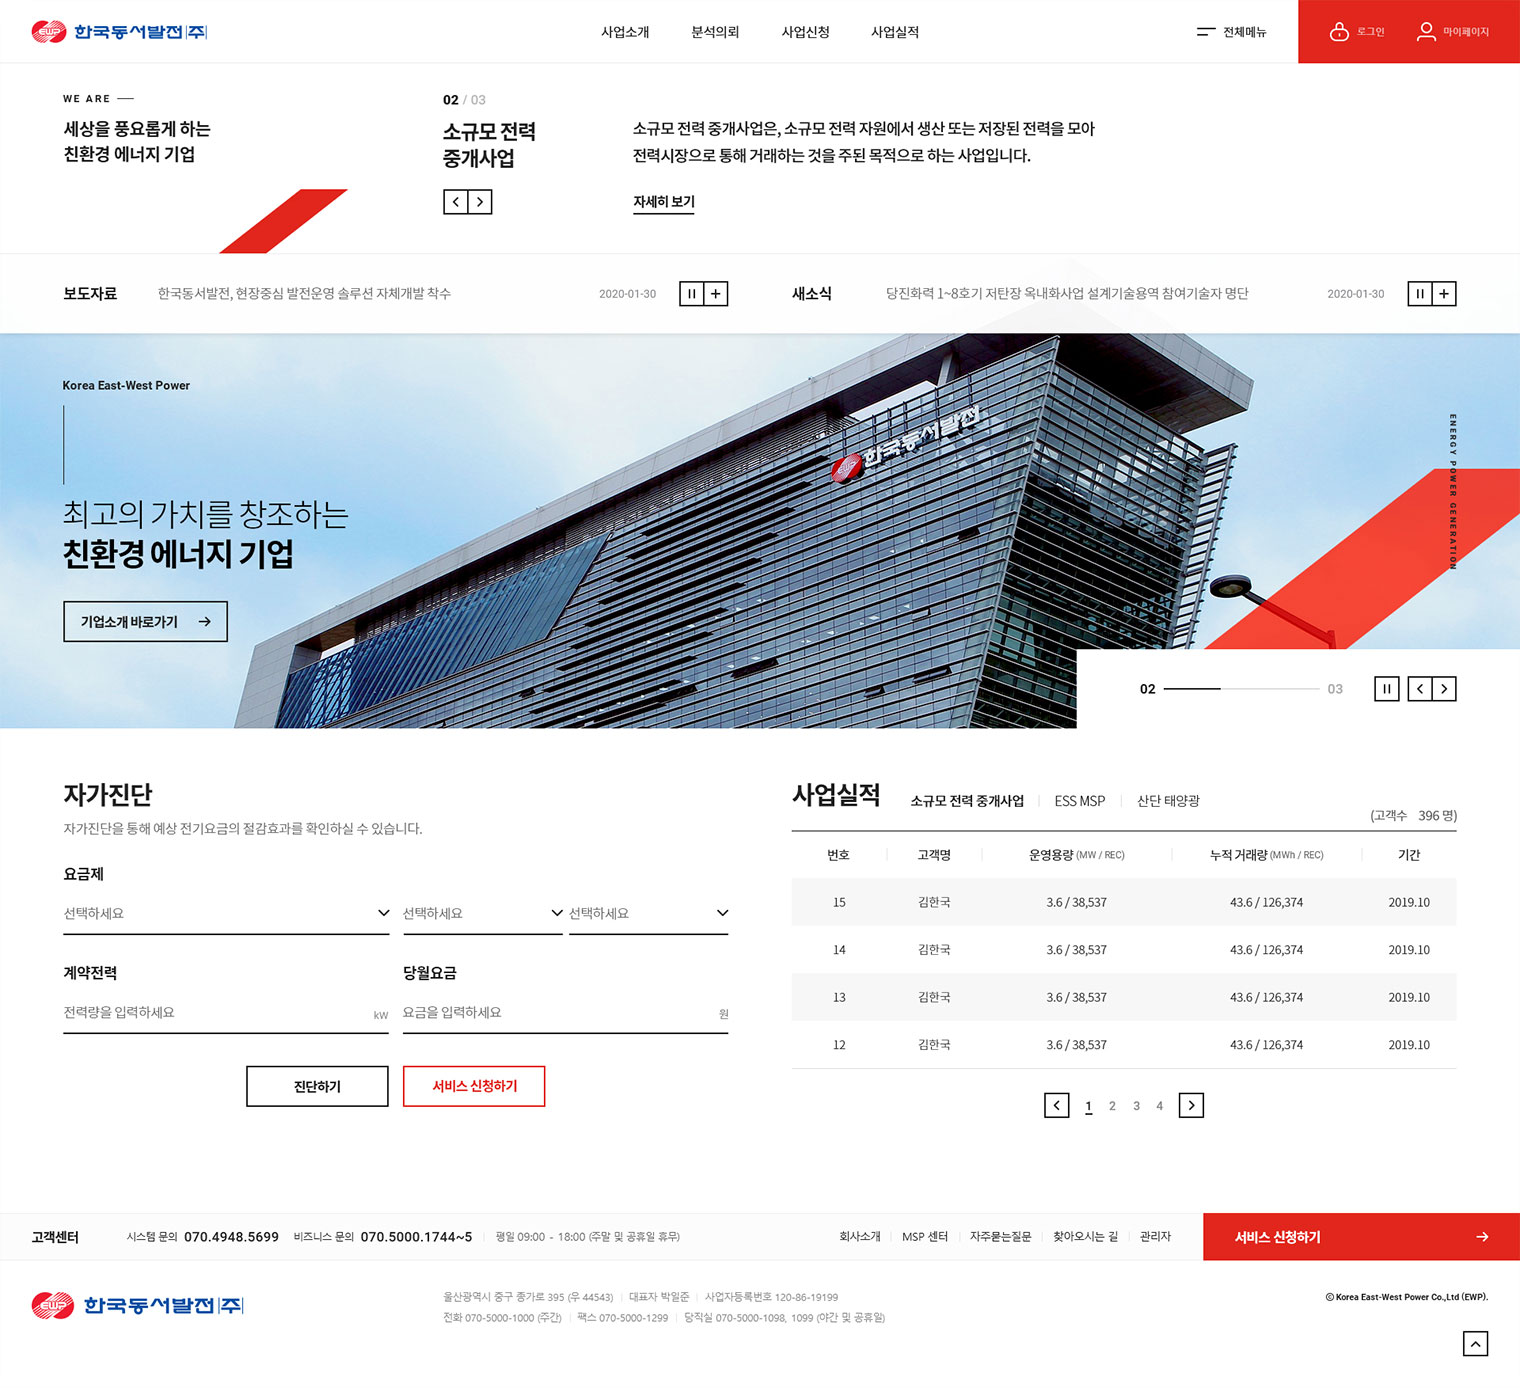 EWP 한국동서발전(주)
사업소개 분석의뢰 사업신청 사업실적
전체메뉴
로그인 마이페이지
WE ARE
세상을 풍요롭게 하는
친환경 에너지 기업
02 / 03
소규모 전력
중개사업
소규모 전력 중개사업은, 소규모 전력 자원에서 생산 또는 저장된 전력을 모아
전력시장으로 통해 거래하는 것을 주된 목적으로 하는 사업입니다.
자세히 보기
보도자료 한국동서발전, 현장중심 발전운영 솔루션 자체개발 착수 2020-01-30
새소식 당진화력 1~8호기 저탄장 옥내화사업 설계기술용역 참여기술자 명단 2020-01-30
Korea East-West Power
최고의 가치를 창조하는
친환경 에너지 기업
기업소개 바로가기
EWP 한국동서발전
ENERGY POWER GENERATION
02 03
자가진단
자가진단을 통해 예상 전기요금의 절감효과를 확인하실 수 있습니다.
요금제
선택하세요 선택하세요 선택하세요
계약전력 당월요금
전력량을 입력하세요 kW 요금을 입력하세요 원
진단하기 서비스 신청하기
사업실적 소규모 전력 중개사업 ESS MSP 산단 태양광
(고객수 396 명)
번호 고객명 운영용량 (MW / REC) 누적 거래량 (MWh / REC) 기간
15 김한국 3.6 / 38,537 43.6 / 126,374 2019.10
14 김한국 3.6 / 38,537 43.6 / 126,374 2019.10
13 김한국 3.6 / 38,537 43.6 / 126,374 2019.10
12 김한국 3.6 / 38,537 43.6 / 126,374 2019.10
1 2 3 4
고객센터 시스템 문의 070.4948.5699 비즈니스 문의 070.5000.1744~5 평일 09:00 - 18:00 (주말 및 공휴일 휴무)
회사소개 MSP 센터 자주묻는질문 찾아오시는 길 관리자
서비스 신청하기
EWP 한국동서발전(주)
울산광역시 중구 종가로 395 (우 44543) 대표자 박일준 사업자등록번호 120-86-19199
전화 070-5000-1000 (주간) 팩스 070-5000-1299 당직실 070-5000-1098, 1099 (야간 및 공휴일)
© Korea East-West Power Co.,Ltd (EWP).